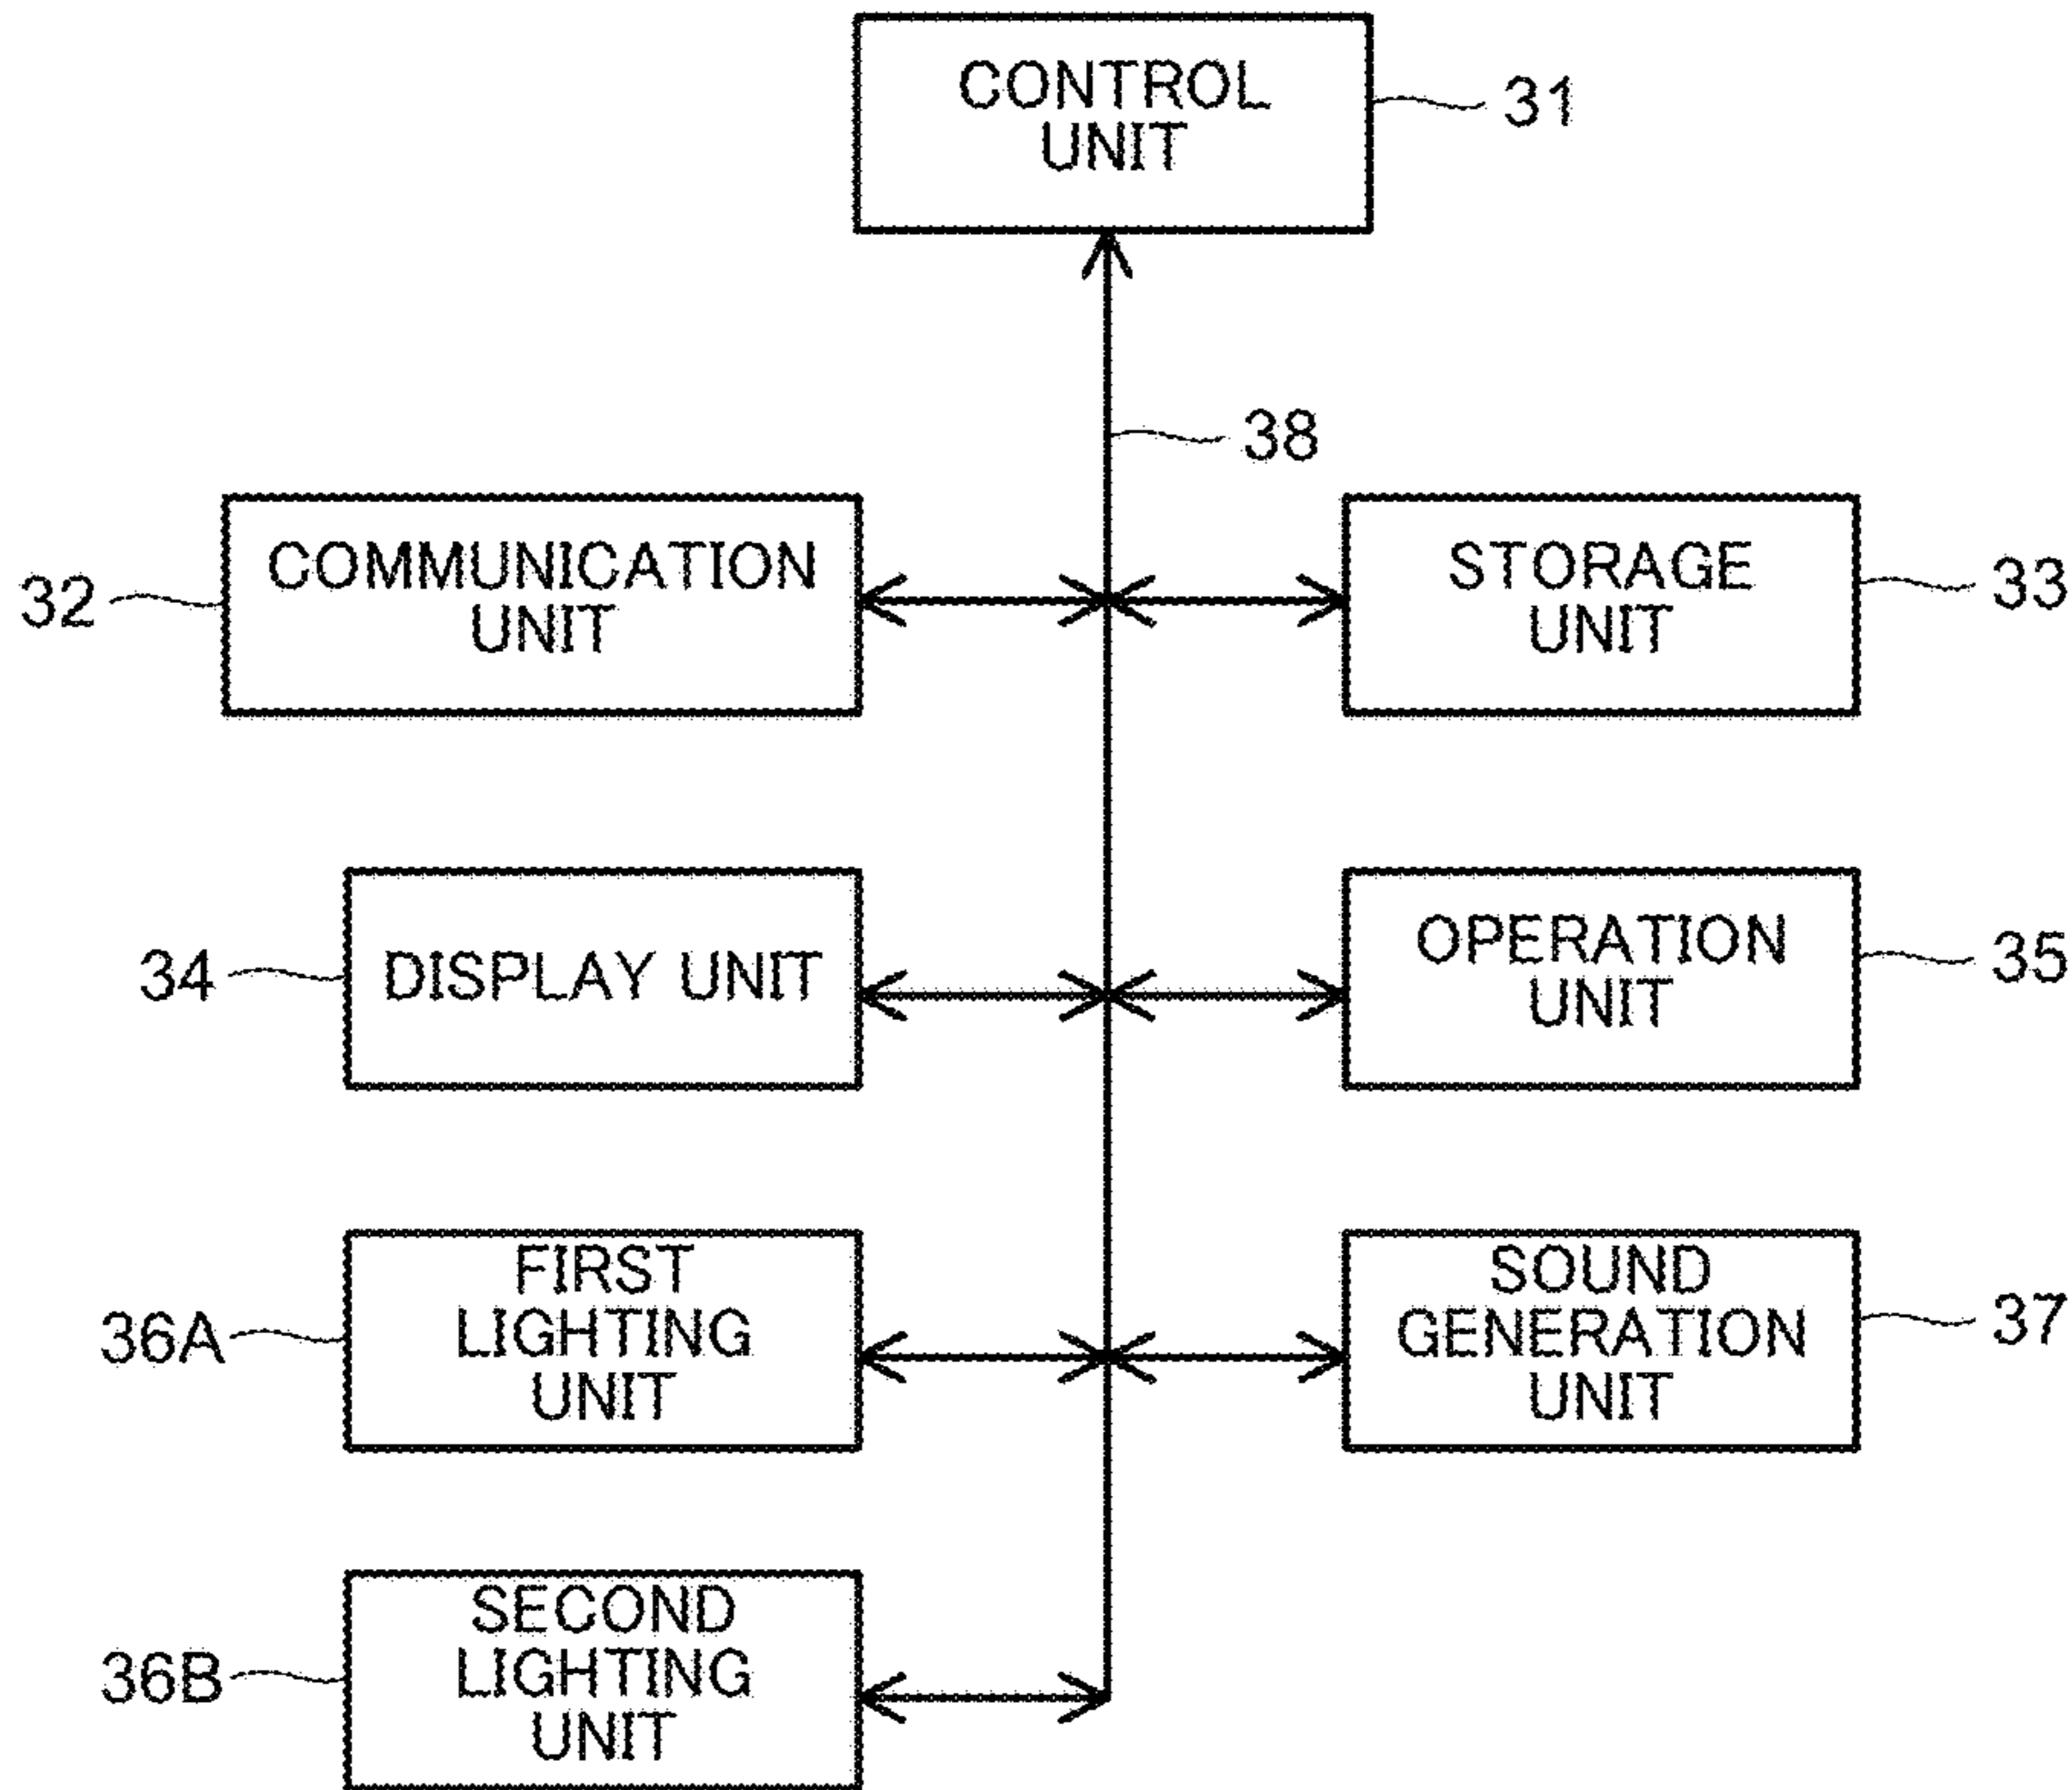 CONTROL
UNIT
31
38
32
COMMUNICATION
UNIT
STORAGE
UNIT
33
34
DISPLAY UNIT
OPERATION
UNIT
35
36A
FIRST
LIGHTING
UNIT
SOUND
GENERATION
UNIT
37
36B
SECOND
LIGHTING
UNIT